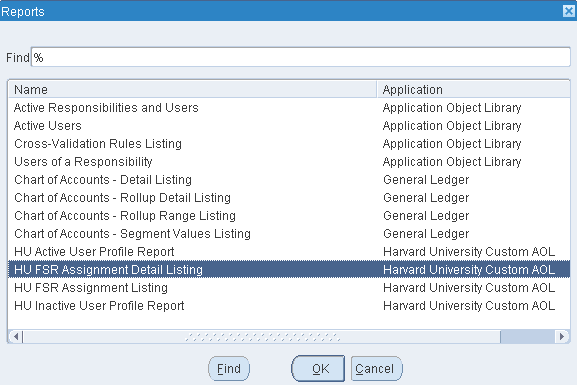 Reports
Find %
Name Application
Active Responsibilities and Users Application Object Library
Active Users Application Object Library
Cross-Validation Rules Listing Application Object Library
Users of a Responsibility Application Object Library
Chart of Accounts - Detail Listing General Ledger
Chart of Accounts - Rollup Detail Listing General Ledger
Chart of Accounts - Rollup Range Listing General Ledger
Chart of Accounts - Segment Values Listing General Ledger
HU Active User Profile Report Harvard University Custom AOL
HU FSR Assignment Detail Listing Harvard University Custom AOL
HU FSR Assignment Listing Harvard University Custom AOL
HU Inactive User Profile Report Harvard University Custom AOL
Find OK Cancel